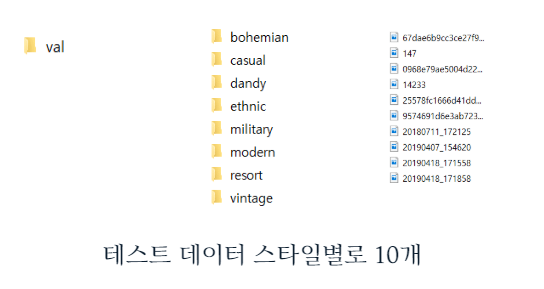 val
bohemian
casual
dandy
ethnic
military
modern
resort
vintage
67dae6b9cc3ce27f9...
147
0968e79ae5004d22...
14233
25578fc1666d41dd...
9574691d6e3ab723...
20180711_172125
20190407_154620
20190418_171558
20190418_171858
테스트 데이터 스타일별로 10개